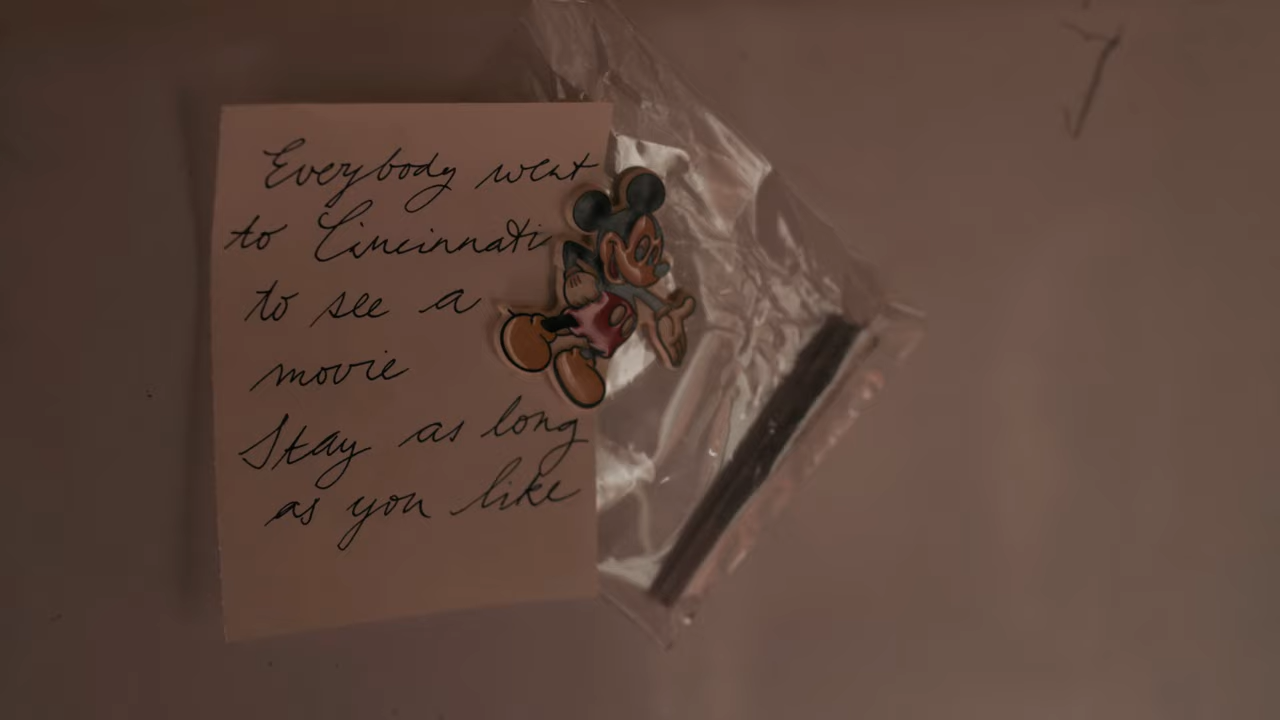 Everybody went
to Cincinnati
to see a
movie
Stay as long
as you like